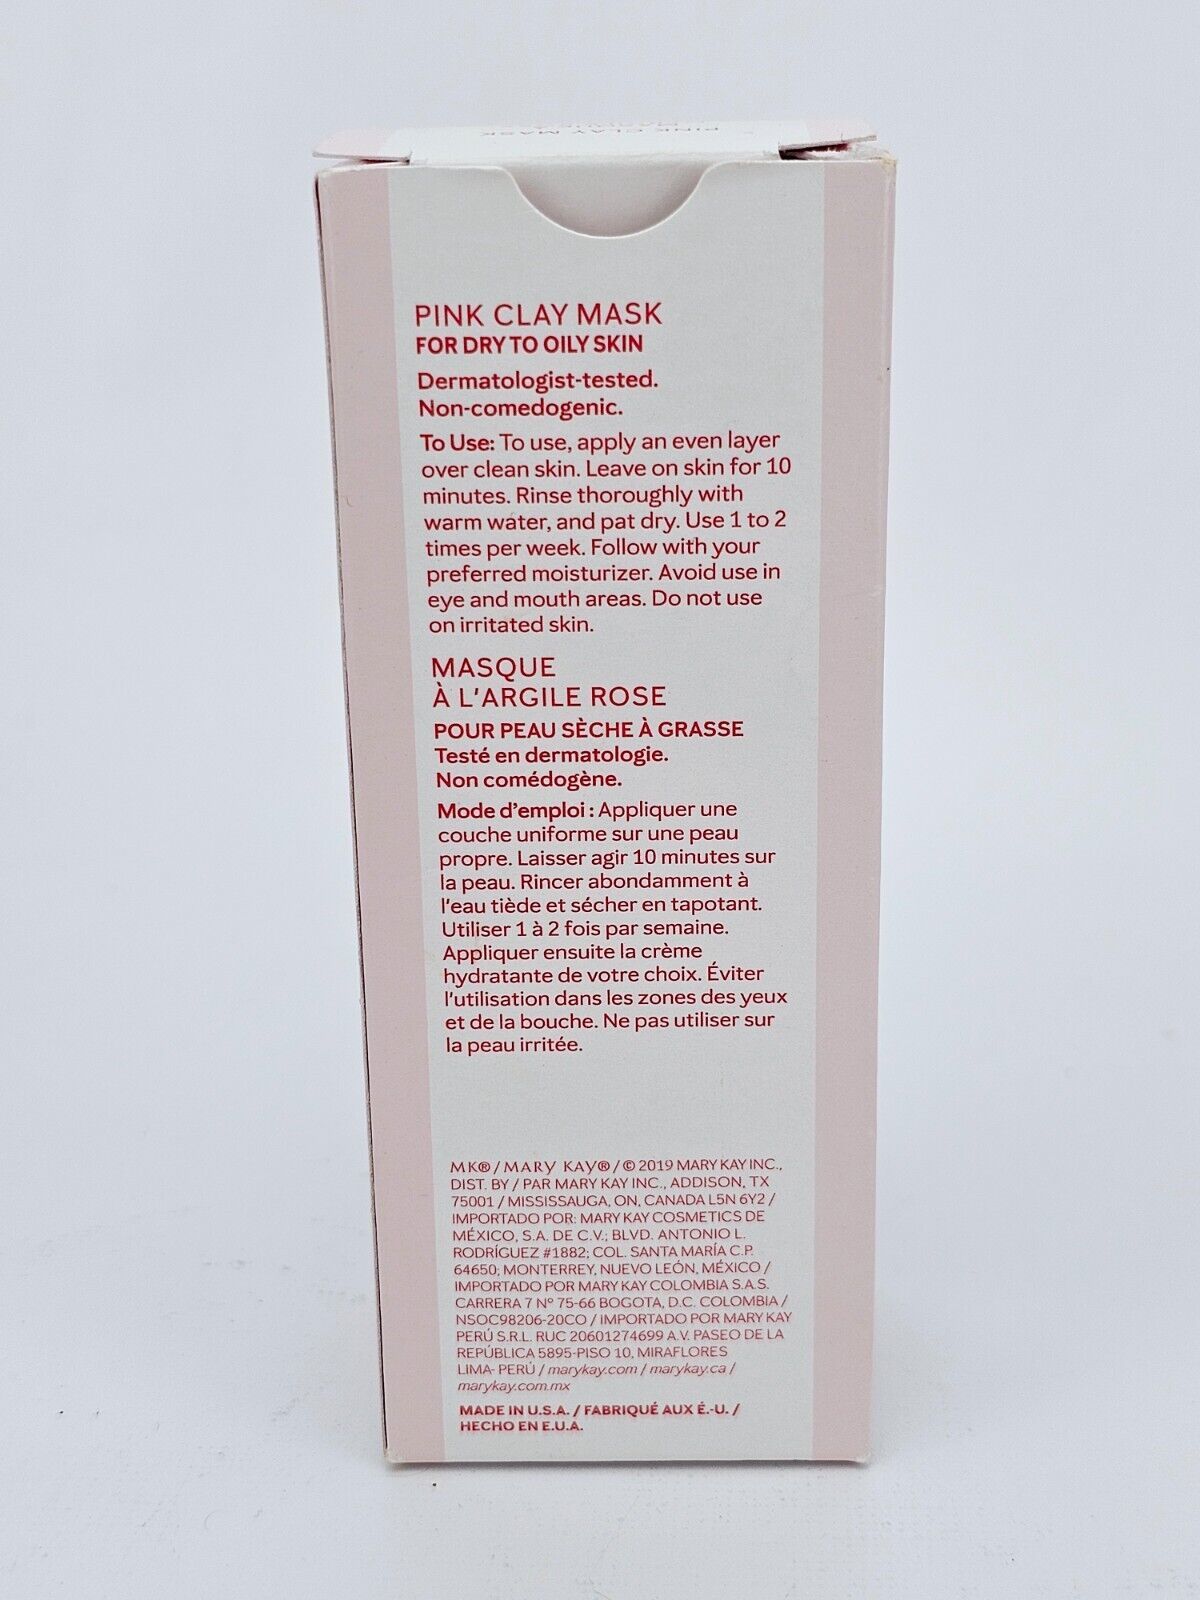 PINK CLAY MASK
PINK CLAY MASK
FOR DRY TO OILY SKIN
Dermatologist-tested.
Non-comedogenic.
To Use: To use, apply an even layer
over clean skin. Leave on skin for 10
minutes. Rinse thoroughly with
warm water, and pat dry. Use 1 to 2
times per week. Follow with your
preferred moisturizer. Avoid use in
eye and mouth areas. Do not use
on irritated skin.
MASQUE
À L'ARGILE ROSE
POUR PEAU SÈCHE À GRASSE
Testé en dermatologie.
Non comédogène.
Mode d'emploi : Appliquer une
couche uniforme sur une peau
propre. Laisser agir 10 minutes sur
la peau. Rincer abondamment à
l'eau tiède et sécher en tapotant.
Utiliser 1 à 2 fois par semaine.
Appliquer ensuite la crème
hydratante de votre choix. Éviter
l'utilisation dans les zones des yeux
et de la bouche. Ne pas utiliser sur
la peau irritée.
MK® / MARY KAY® / © 2019 MARY KAY INC.,
DIST. BY / PAR MARY KAY INC., ADDISON, TX
75001 / MISSISSAUGA, ON, CANADA L5N 6Y2 /
IMPORTADO POR: MARY KAY COSMETICS DE
MÉXICO, S.A. DE C.V.; BLVD. ANTONIO L.
RODRÍGUEZ #1882; COL. SANTA MARÍA C.P.
64650; MONTERREY, NUEVO LEÓN, MÉXICO /
IMPORTADO POR MARY KAY COLOMBIA S.A.S.
CARRERA 7 Nº 75-66 BOGOTA, D.C. COLOMBIA /
NSOC98206-20CO / IMPORTADO POR MARY KAY
PERÚ S.R.L. RUC 20601274699 A.V. PASEO DE LA
REPÚBLICA 5895-PISO 10, MIRAFLORES
LIMA- PERÚ / marykay.com / marykay.ca /
marykay.com.mx
MADE IN U.S.A. / FABRIQUÉ AUX É.-U. /
HECHO EN E.U.A.